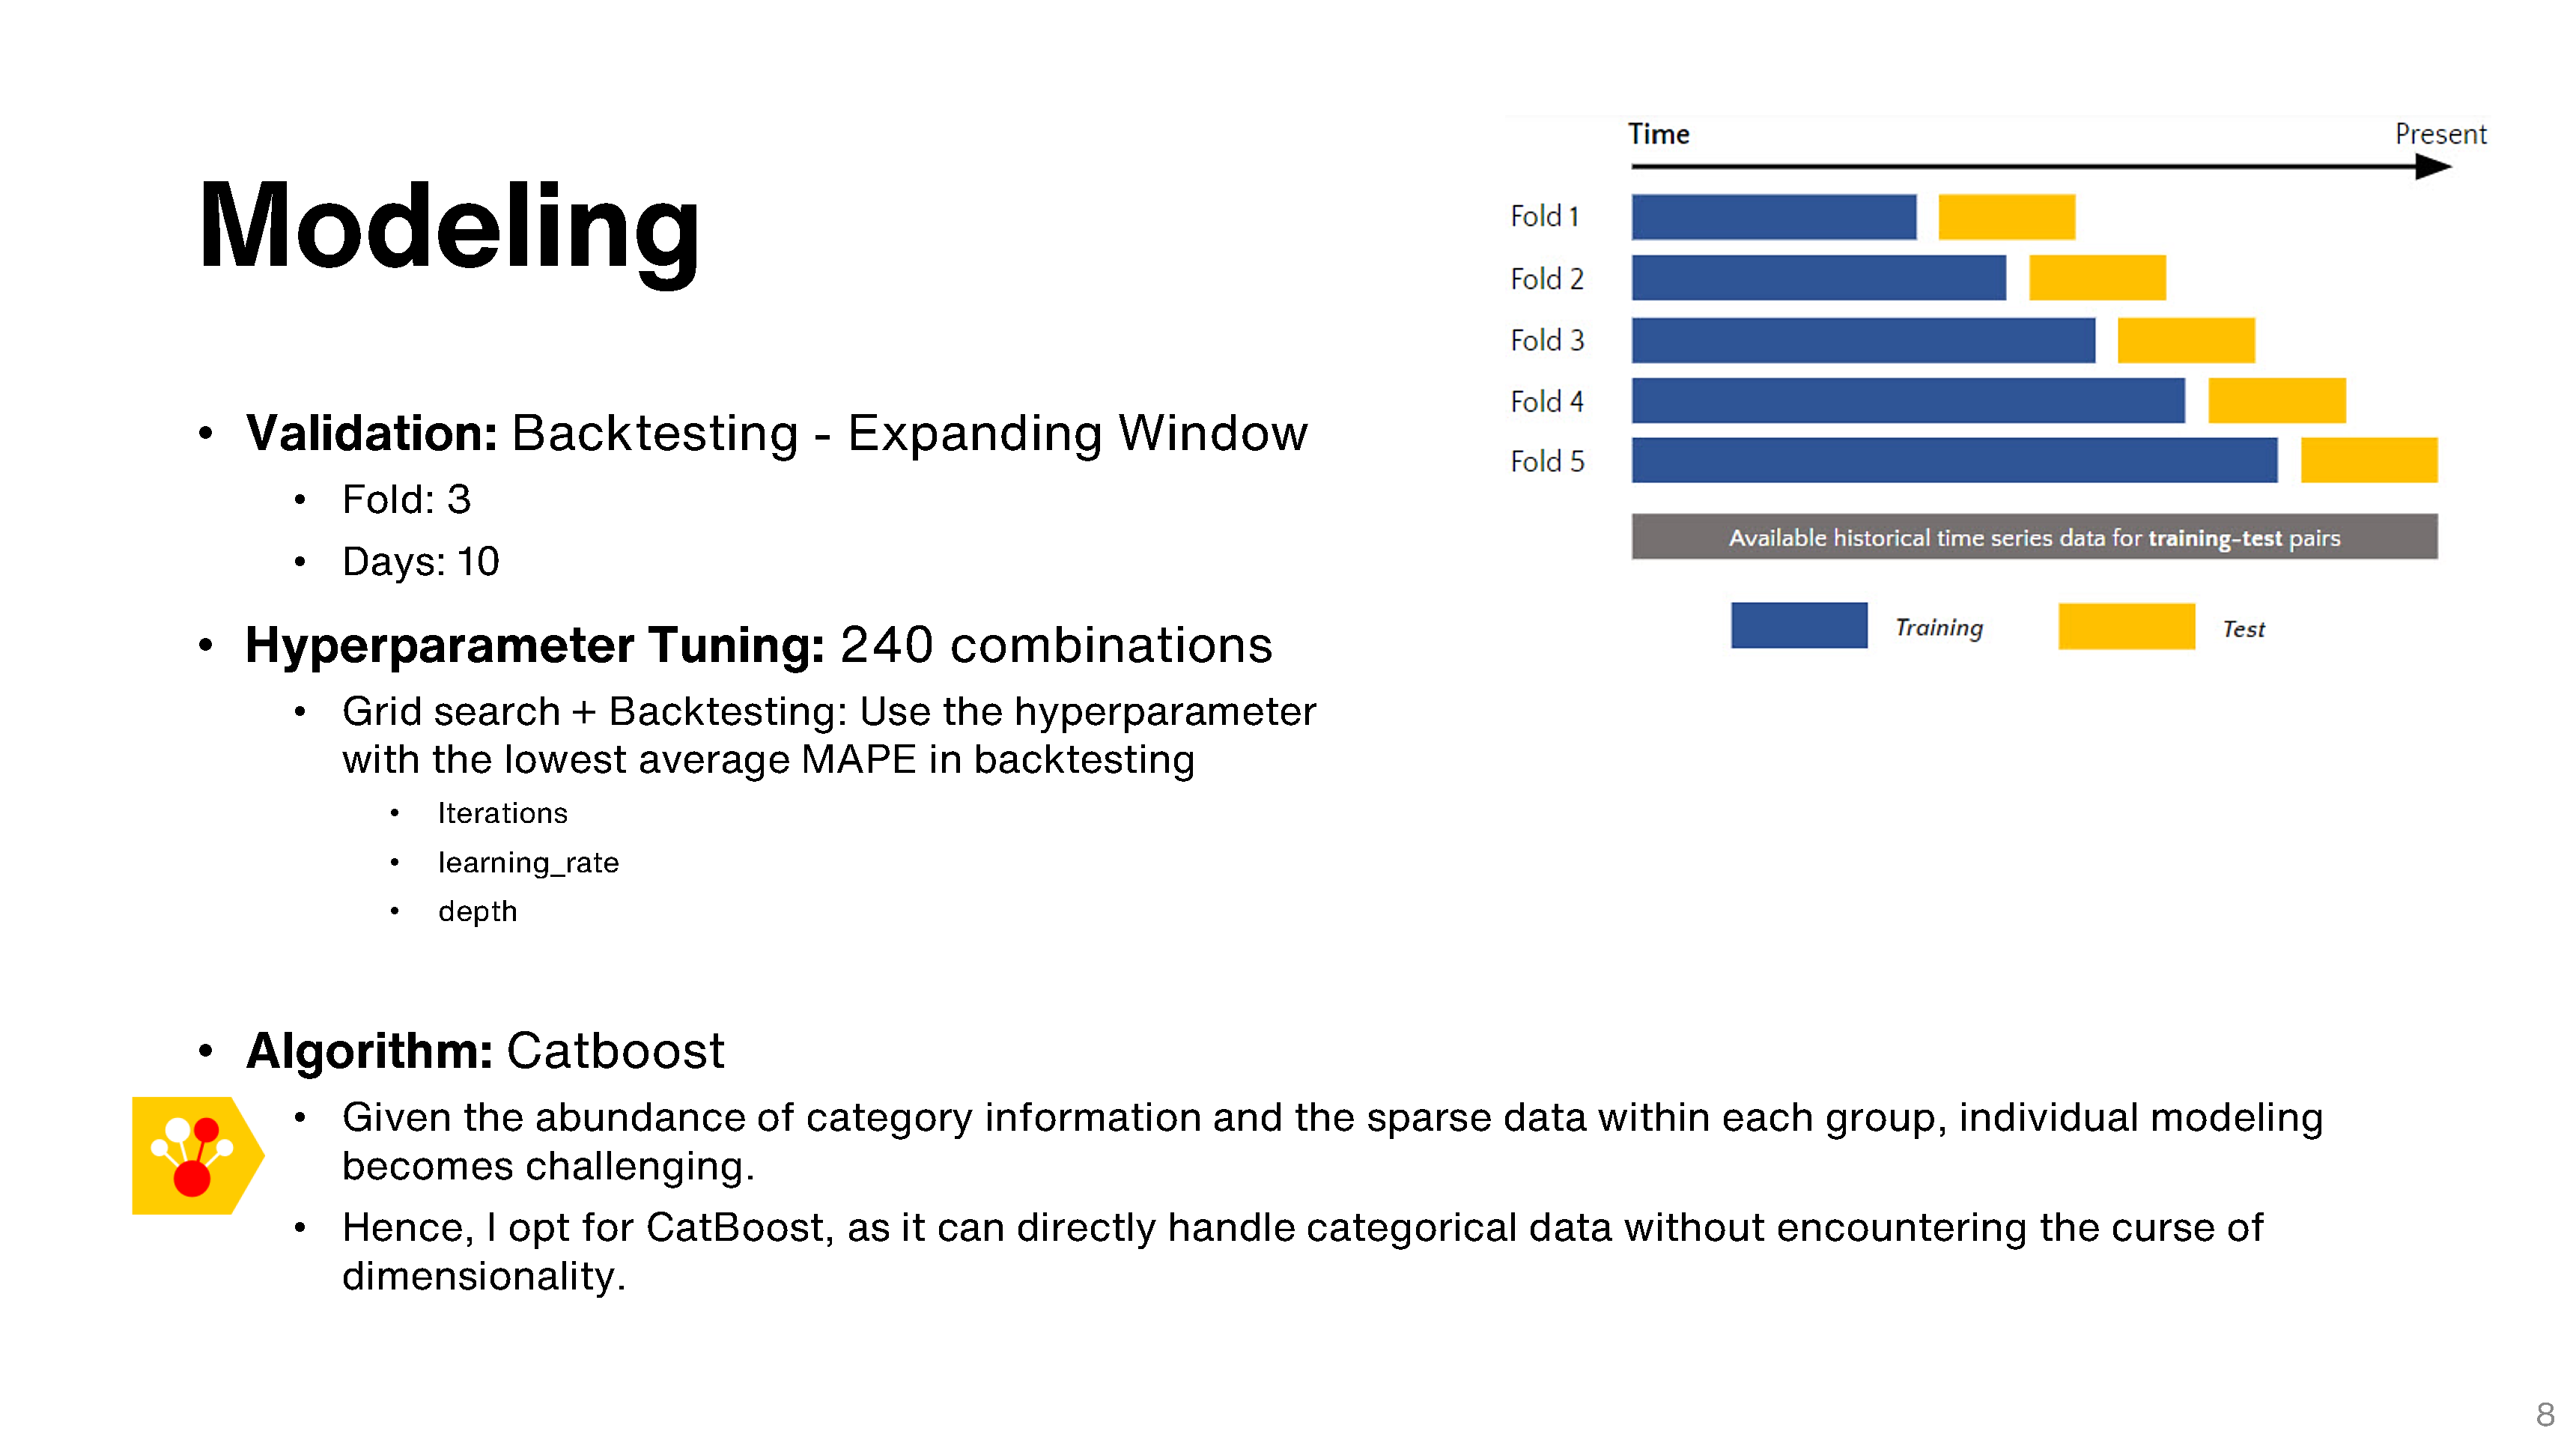 Modeling
• Validation: Backtesting - Expanding Window
• Fold: 3
• Days: 10
• Hyperparameter Tuning: 240 combinations
• Grid search + Backtesting: Use the hyperparameter
with the lowest average MAPE in backtesting
• Iterations
• learning_rate
• depth
Time Present
Fold 1
Fold 2
Fold 3
Fold 4
Fold 5
Available historical time series data for training-test pairs
Training Test
• Algorithm: Catboost
• Given the abundance of category information and the sparse data within each group, individual modeling
becomes challenging.
• Hence, I opt for CatBoost, as it can directly handle categorical data without encountering the curse of
dimensionality.
8